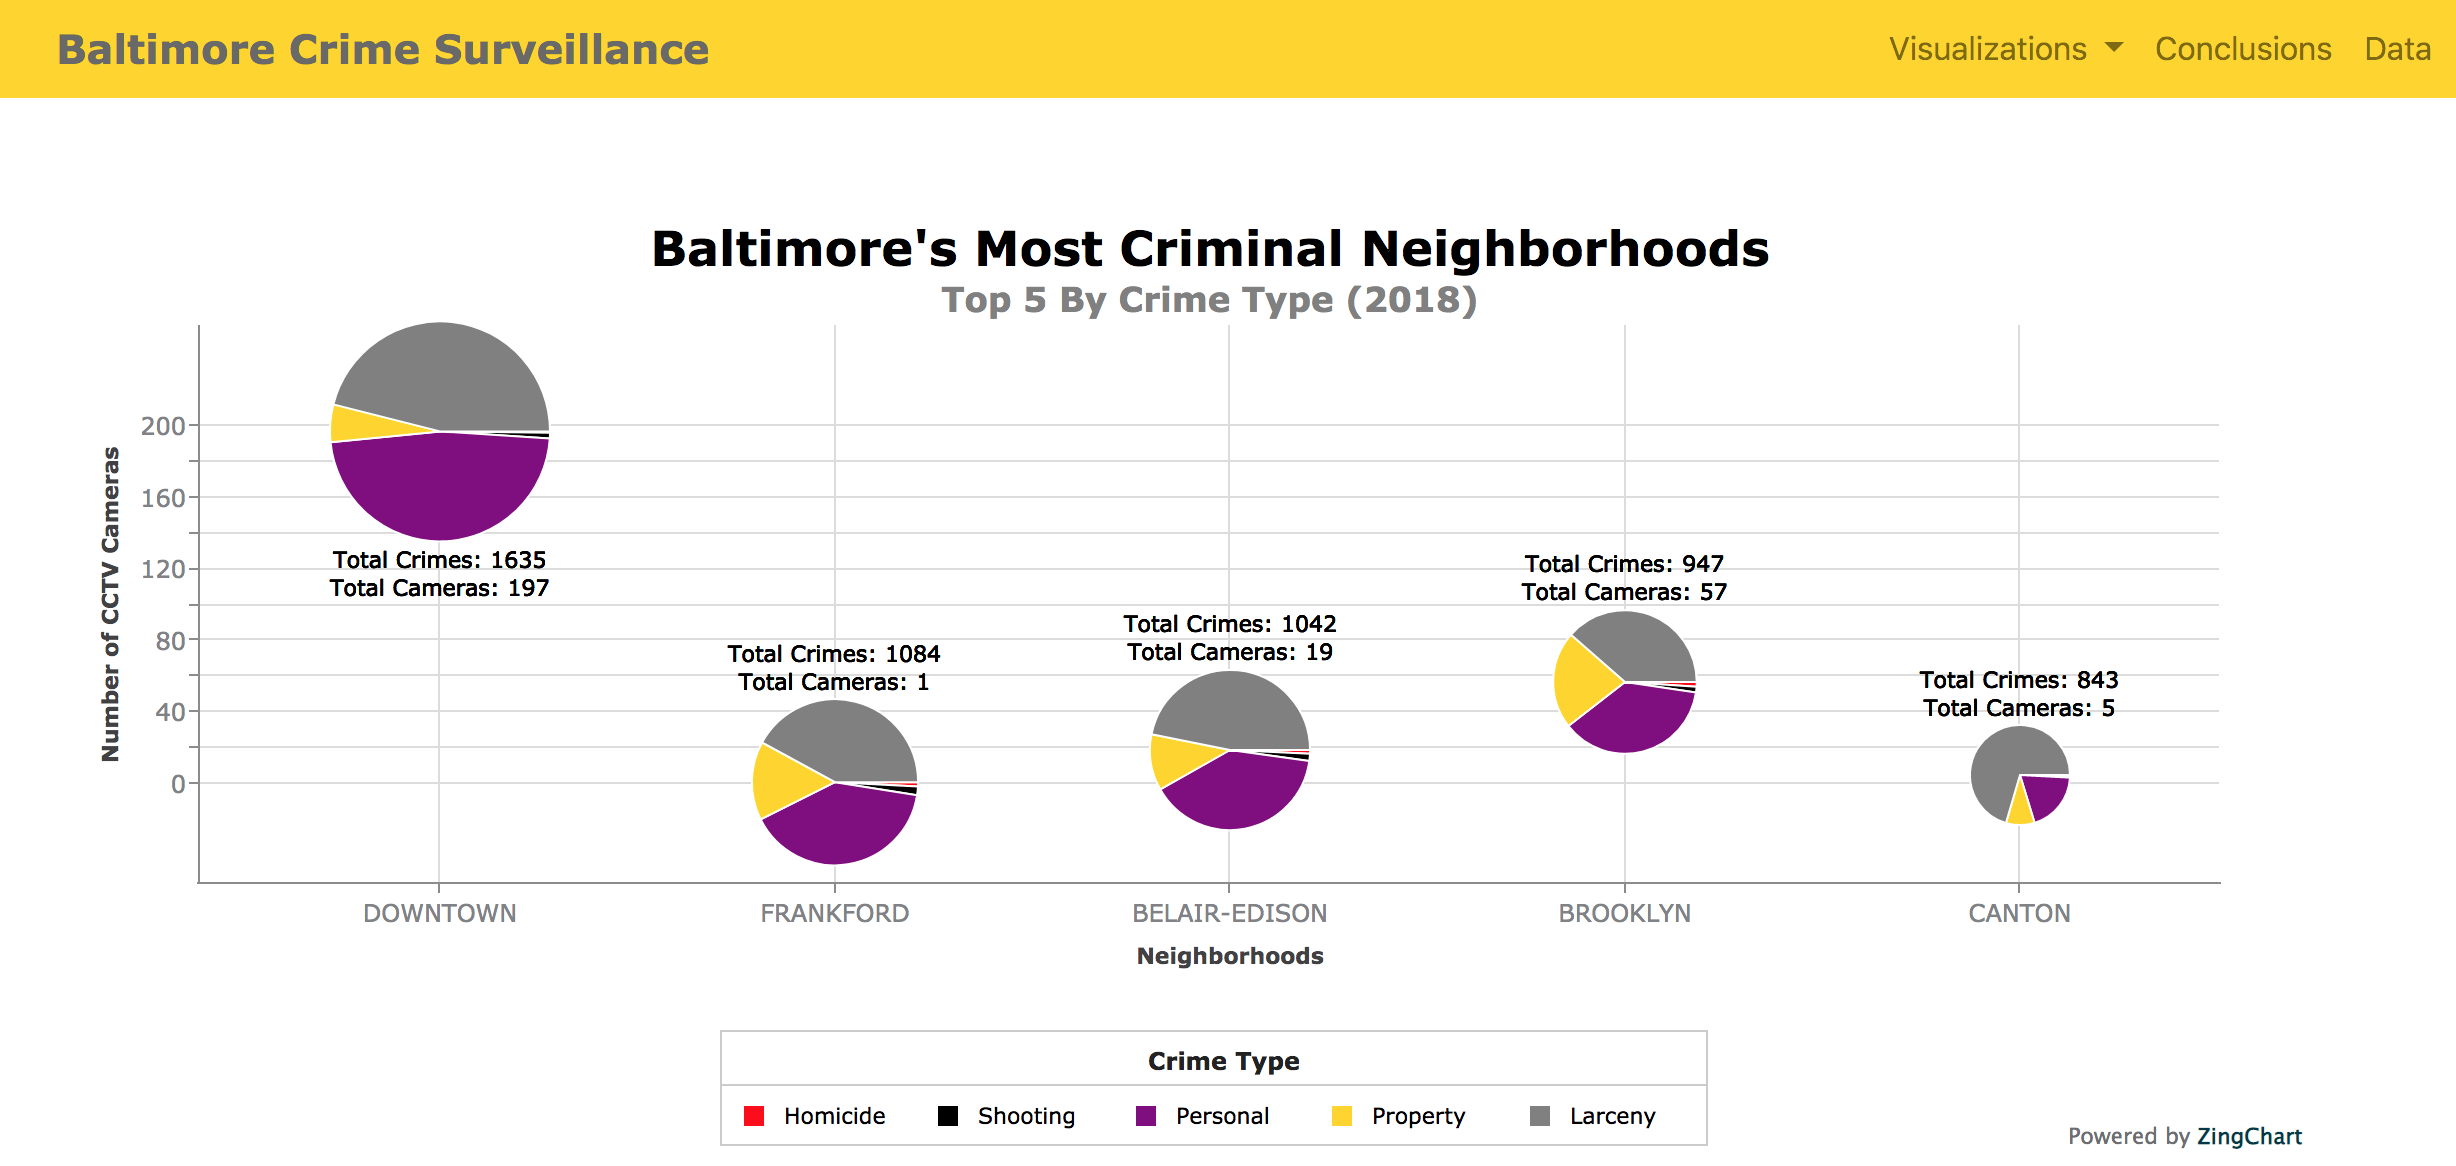 Baltimore Crime Surveillance
Visualizations
Conclusions
Data
Baltimore's Most Criminal Neighborhoods
Top 5 By Crime Type (2018)
Number of CCTV Cameras
200
160
120
80
40
0
Total Crimes: 1635
Total Cameras: 197
Total Crimes: 1084
Total Cameras: 1
Total Crimes: 1042
Total Cameras: 19
Total Crimes: 947
Total Cameras: 57
Total Crimes: 843
Total Cameras: 5
DOWNTOWN
FRANKFORD
BELAIR-EDISON
BROOKLYN
CANTON
Neighborhoods
Crime Type
Homicide
Shooting
Personal
Property
Larceny
Powered by ZingChart